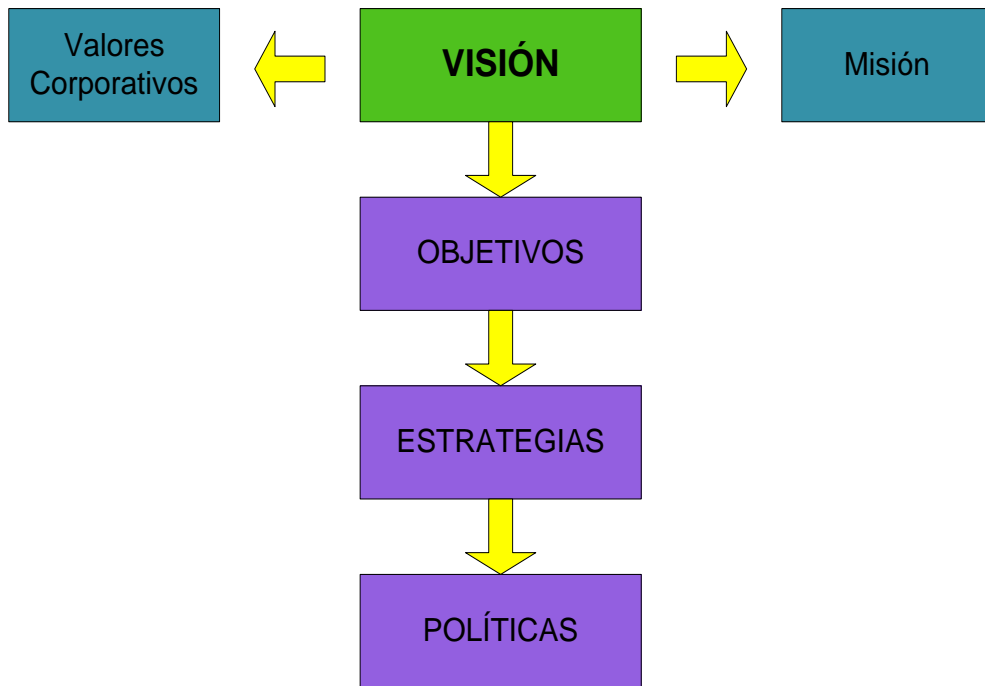 Valores
Corporativos
VISIÓN
Misión
OBJETIVOS
ESTRATEGIAS
POLÍTICAS